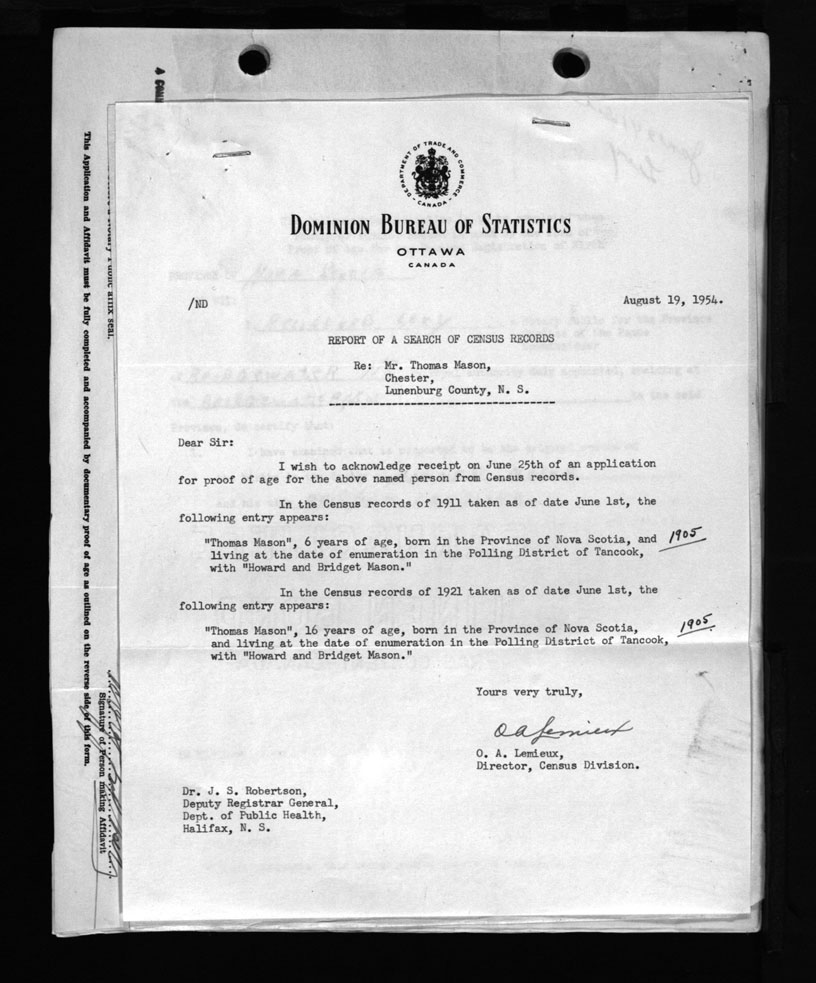 DEPARTMENT OF TRADE AND COMMERCE
CANADA
DOMINION BUREAU OF STATISTICS
OTTAWA
CANADA
/ND
August 19, 1954.
REPORT OF A SEARCH OF CENSUS RECORDS
Re: Mr. Thomas Mason,
Chester,
Lunenburg County, N. S.
Dear Sir:
I wish to acknowledge receipt on June 25th of an application
for proof of age for the above named person from Census records.
In the Census records of 1911 taken as of date June 1st, the
following entry appears:
"Thomas Mason", 6 years of age, born in the Province of Nova Scotia, and
1905
living at the date of enumeration in the Polling District of Tancook,
with "Howard and Bridget Mason."
In the Census records of 1921 taken as of date June 1st, the
following entry appears:
"Thomas Mason", 16 years of age, born in the Province of Nova Scotia,
1905
and living at the date of enumeration in the Polling District of Tancook,
with "Howard and Bridget Mason."
Yours very truly,
O A Lemieux
O. A. Lemieux,
Director, Census Division.
Dr. J. S. Robertson,
Deputy Registrar General,
Dept. of Public Health,
Halifax, N. S.
This Application and Affidavit must be fully completed and accompanied by documentary proof of age as outlined on the reverse side of this form.
Signature of Person making Affidavit
affix seal.